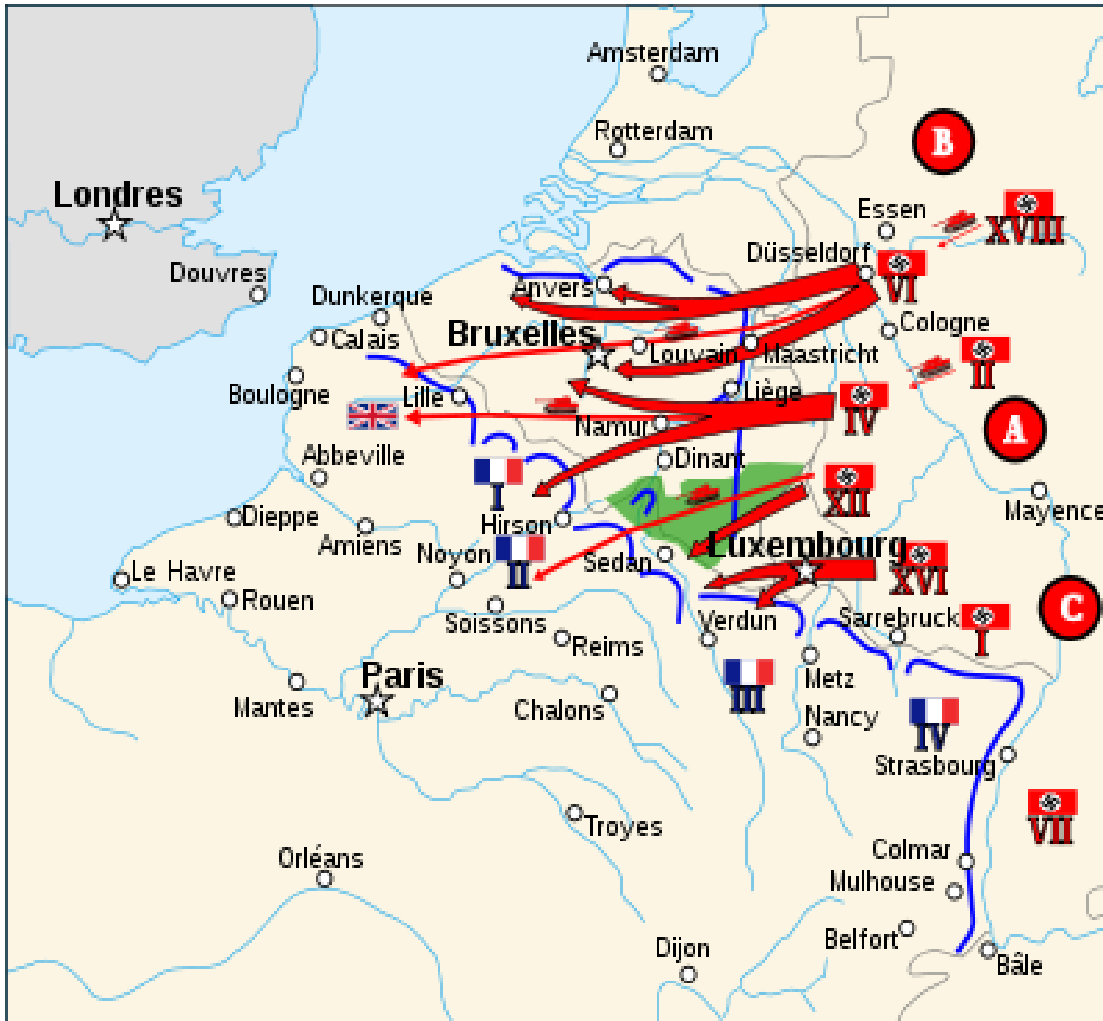 Amsterdam
Rotterdam
B
Londres
Essen
XVIII
Douvres
Düsseldorf
VI
Dunkerque
Anvers
Calais
Bruxelles
Louvain
Maastricht
Cologne
II
Boulogne
Lille
Liège
IV
Namur
A
Abbeville
Dinant
I
XII
Mayence
Dieppe
Amiens
Hirson
Noyon
II
Sedan
Luxembourg
Le Havre
XVI
Rouen
Soissons
Verdun
Sarrebruck
I
C
Reims
Paris
Mantes
III
Metz
Chalons
Nancy
IV
Strasbourg
Troyes
VII
Orléans
Colmar
Mulhouse
Belfort
Dijon
Bâle